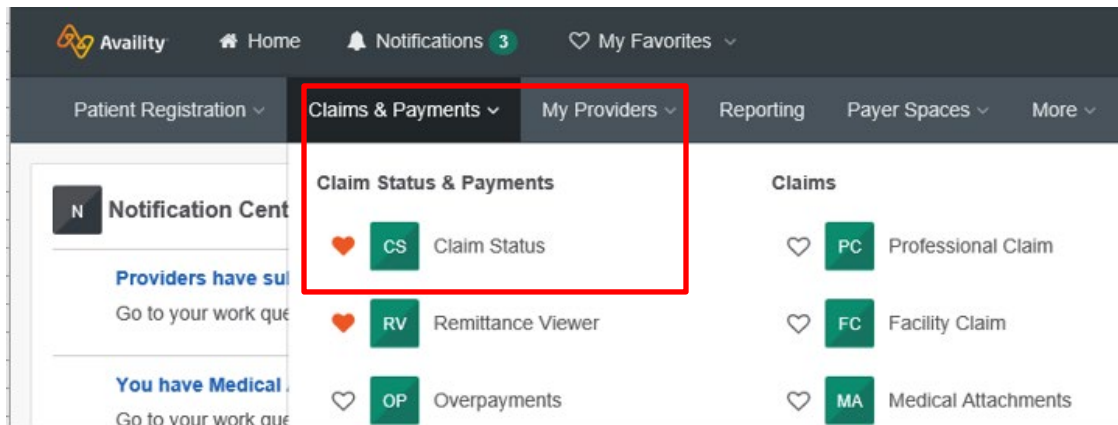 Availity Home Notifications 3 My Favorites
Patient Registration Claims & Payments My Providers Reporting Payer Spaces More
Claim Status & Payments Claims
N Notification Cent
CS Claim Status PC Professional Claim
Providers have sul
Go to your work que
RV Remittance Viewer FC Facility Claim
You have Medical
OP Overpayments MA Medical Attachments
Go to your work que